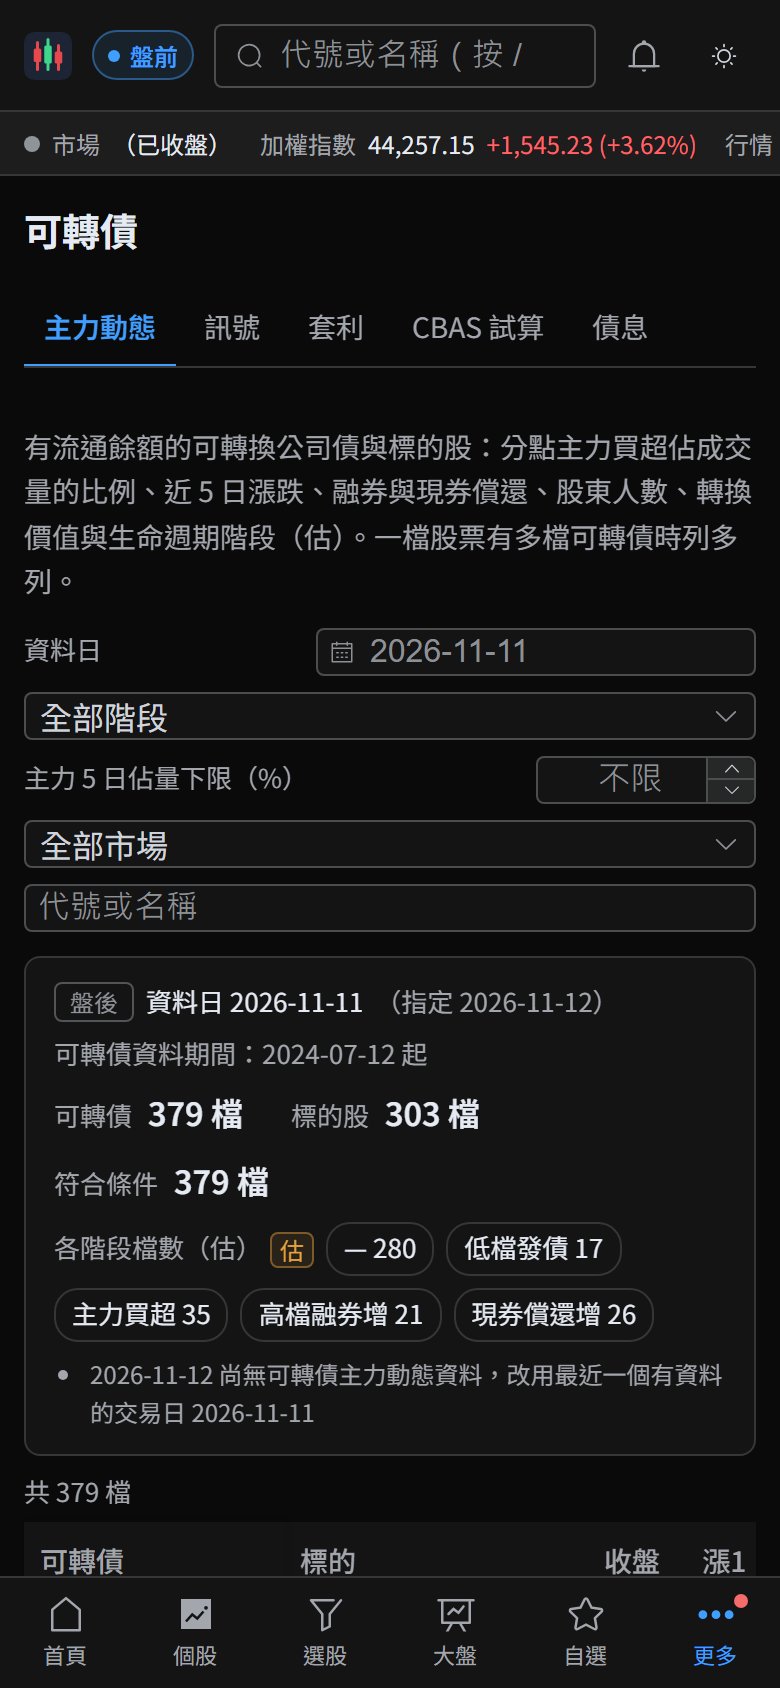 盤前
代號或名稱 ( 按 /
市場 （已收盤） 加權指數 44,257.15 +1,545.23 (+3.62%) 行情
可轉債
主力動態 訊號 套利 CBAS 試算 債息
有流通餘額的可轉換公司債與標的股：分點主力買超佔成交
量的比例、近 5 日漲跌、融券與現券償還、股東人數、轉換
價值與生命週期階段（估）。一檔股票有多檔可轉債時列多
列。
資料日 2026-11-11
全部階段
主力 5 日佔量下限（%） 不限
全部市場
代號或名稱
盤後 資料日 2026-11-11 （指定 2026-11-12）
可轉債資料期間：2024-07-12 起
可轉債 379 檔 標的股 303 檔
符合條件 379 檔
各階段檔數（估） 估 — 280 低檔發債 17
主力買超 35 高檔融券增 21 現券償還增 26
2026-11-12 尚無可轉債主力動態資料，改用最近一個有資料
的交易日 2026-11-11
共 379 檔
可轉債 標的 收盤 漲1
首頁 個股 選股 大盤 自選 更多